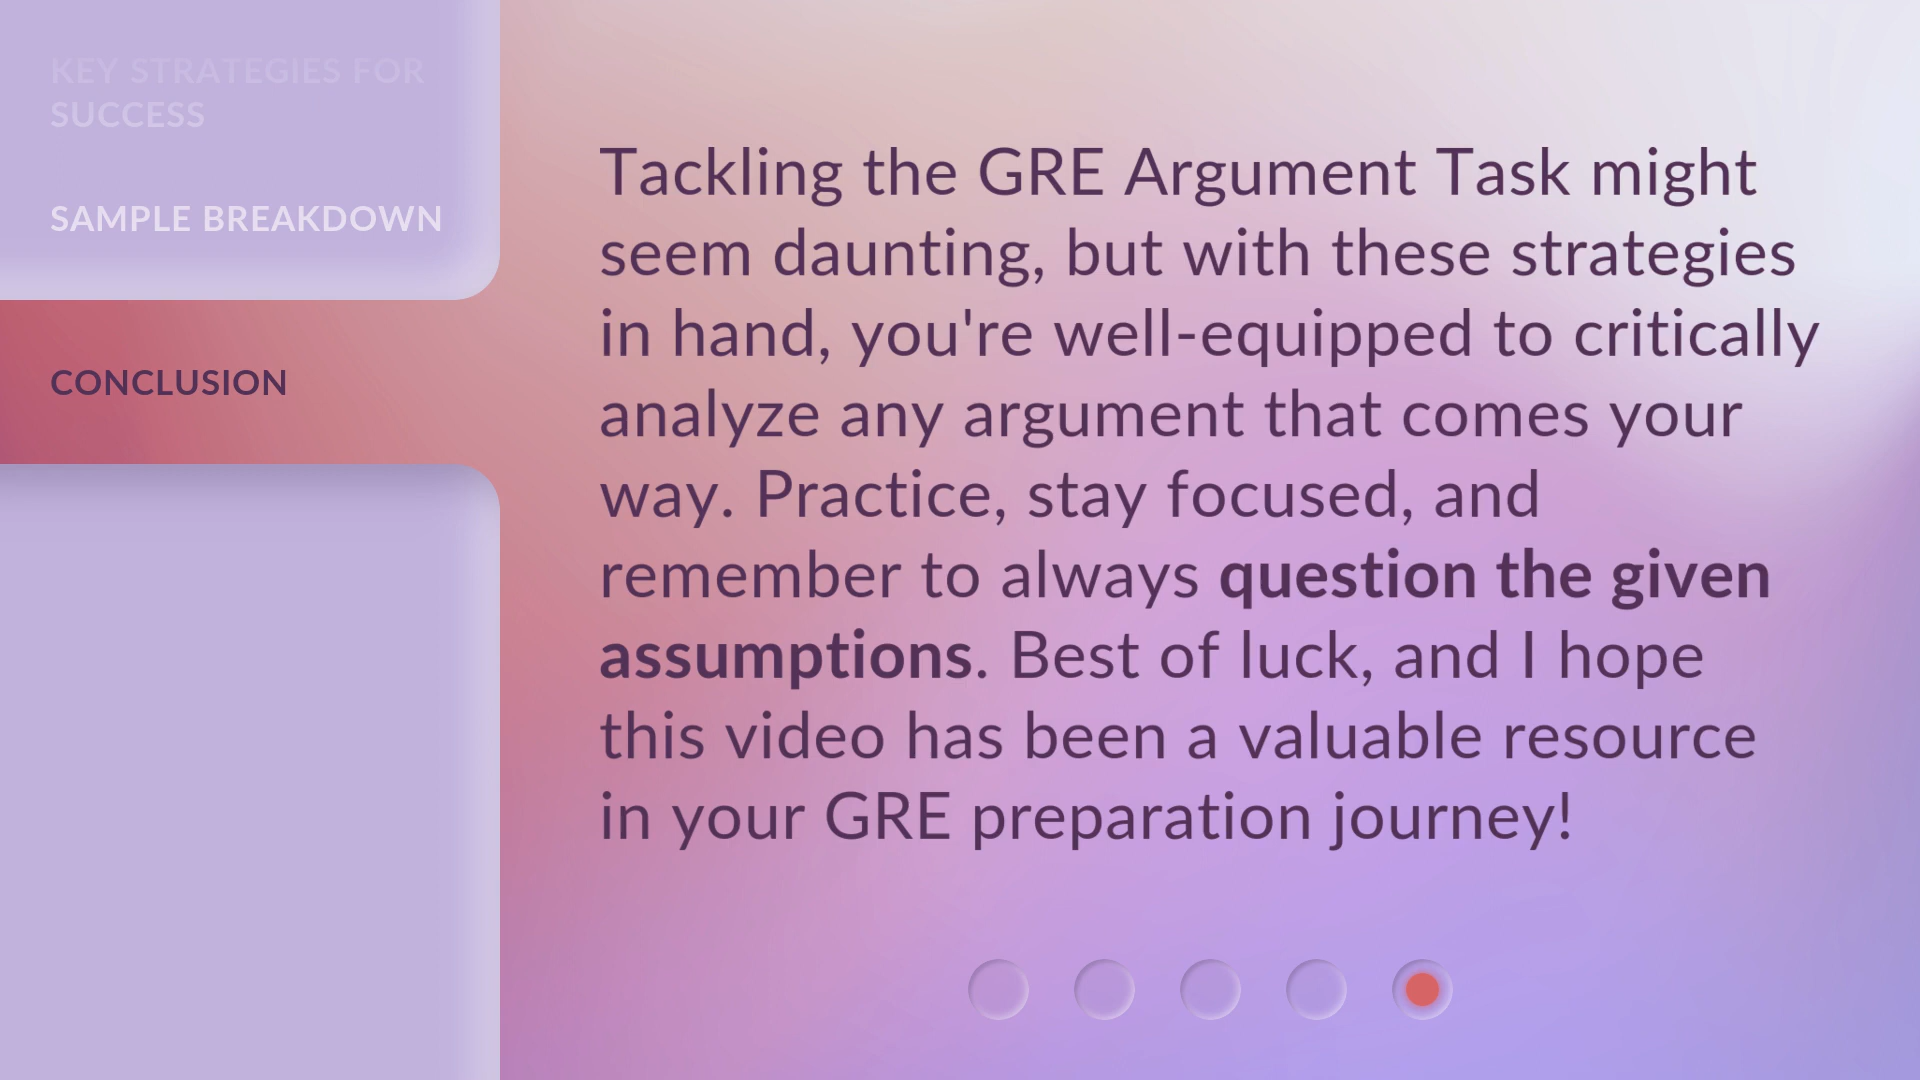 KEY STRATEGIES FOR
SUCCESS
SAMPLE BREAKDOWN
CONCLUSION
Tackling the GRE Argument Task might
seem daunting, but with these strategies
in hand, you're well-equipped to critically
analyze any argument that comes your
way. Practice, stay focused, and
remember to always question the given
assumptions. Best of luck, and I hope
this video has been a valuable resource
in your GRE preparation journey!